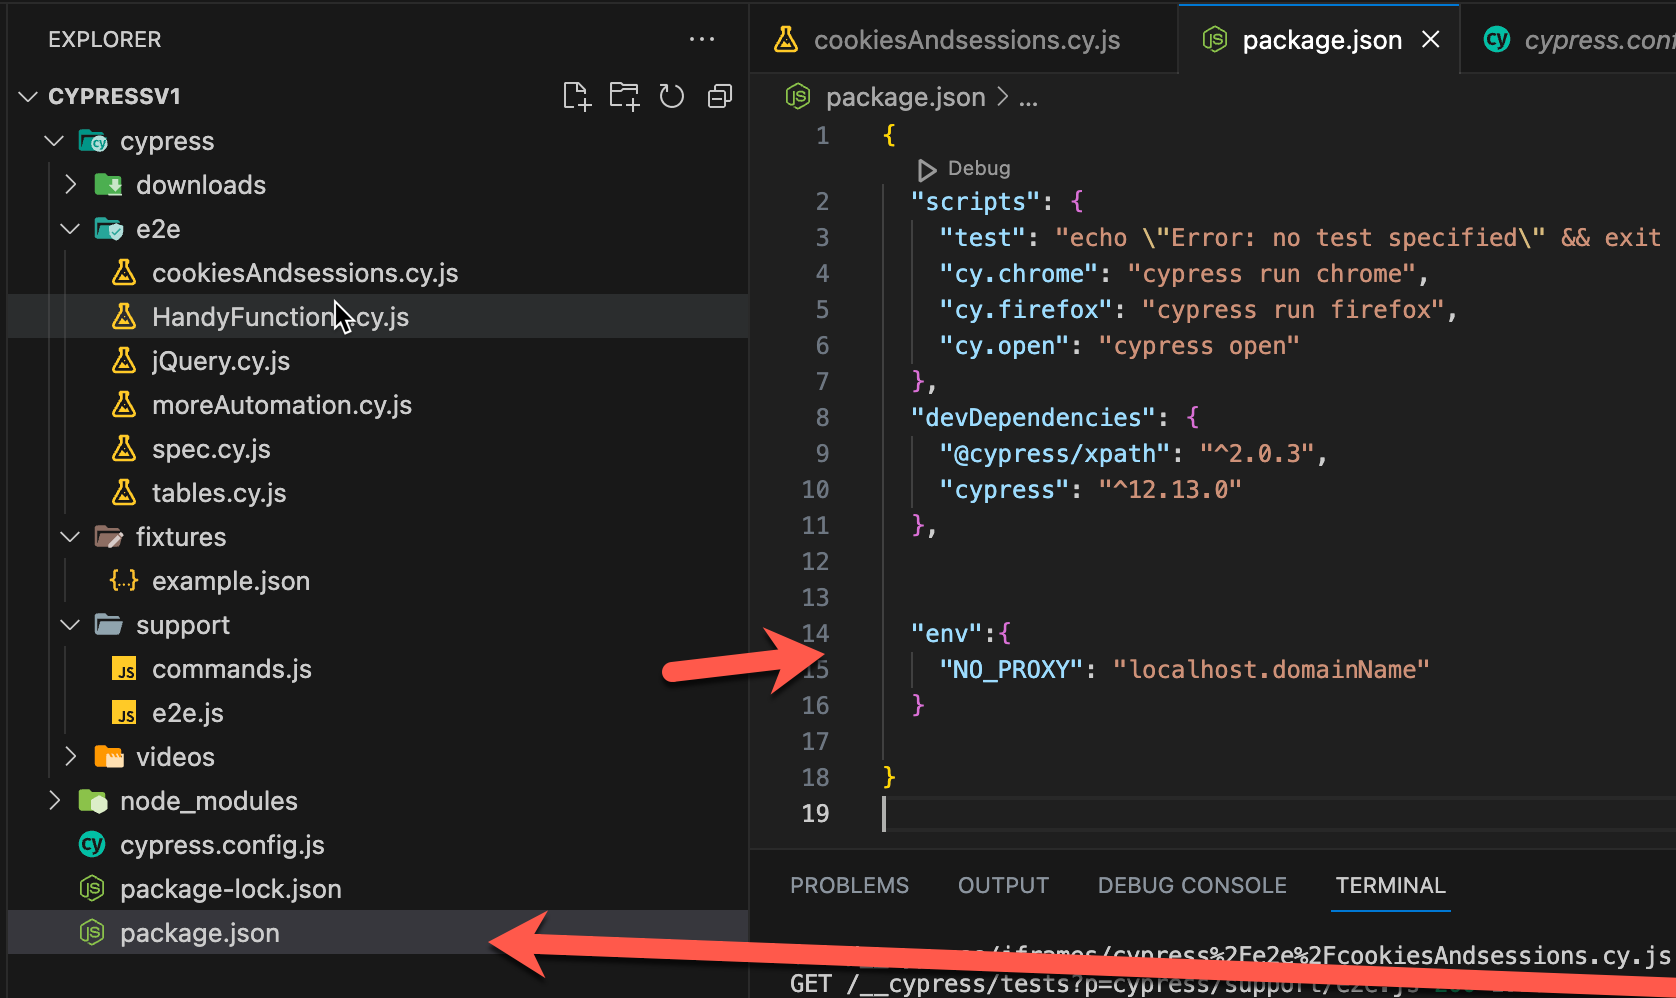 EXPLORER
CYPRESSV1
cypress
downloads
e2e
cookiesAndsessions.cy.js
HandyFunction .cy.js
jQuery.cy.js
moreAutomation.cy.js
spec.cy.js
tables.cy.js
fixtures
example.json
support
commands.js
e2e.js
videos
node_modules
cypress.config.js
package-lock.json
package.json
cookiesAndsessions.cy.js
package.json
cypress.conf
package.json > ...
1 {
Debug
2 "scripts": {
3 "test": "echo \"Error: no test specified\" && exit
4 "cy.chrome": "cypress run chrome",
5 "cy.firefox": "cypress run firefox",
6 "cy.open": "cypress open"
7 },
8 "devDependencies": {
9 "@cypress/xpath": "^2.0.3",
10 "cypress": "^12.13.0"
11 },
12
13
14 "env":{
15 "NO_PROXY": "localhost.domainName"
16 }
17
18 }
19
PROBLEMS OUTPUT DEBUG CONSOLE TERMINAL
/iframes/cypress%2Fe2e%2FcookiesAndsessions.cy.js
GET /__cypress/tests?p=cypress/support/e2e.js